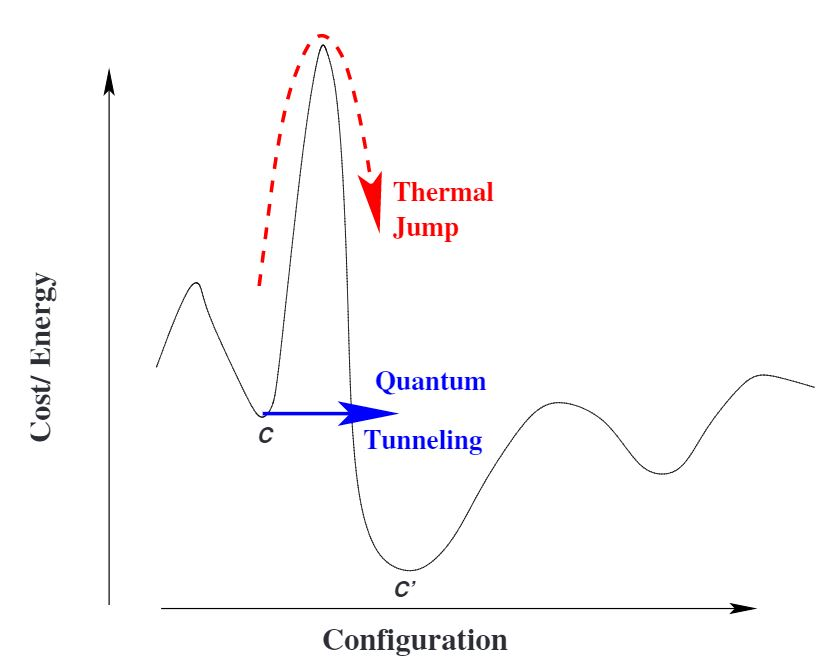 Thermal
Jump
Cost/ Energy
Quantum
C
Tunneling
C’
Configuration